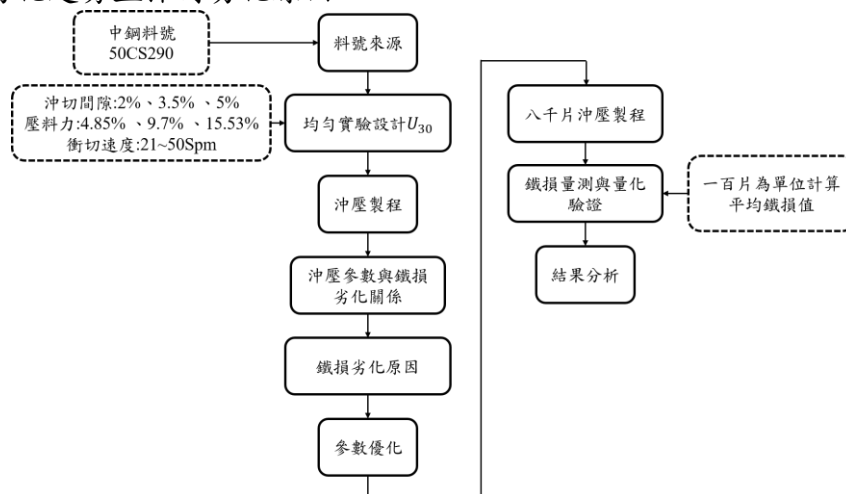 中鋼料號
50CS290
料號來源
沖切間隙:2%、3.5%、5%
壓料力:4.85%、9.7%、15.53%
衝切速度:21~50Spm
均勻實驗設計U30
沖壓製程
沖壓參數與鐵損
劣化關係
鐵損劣化原因
參數優化
八千片沖壓製程
鐵損量測與量化
驗證
一百片為單位計算
平均鐵損值
結果分析